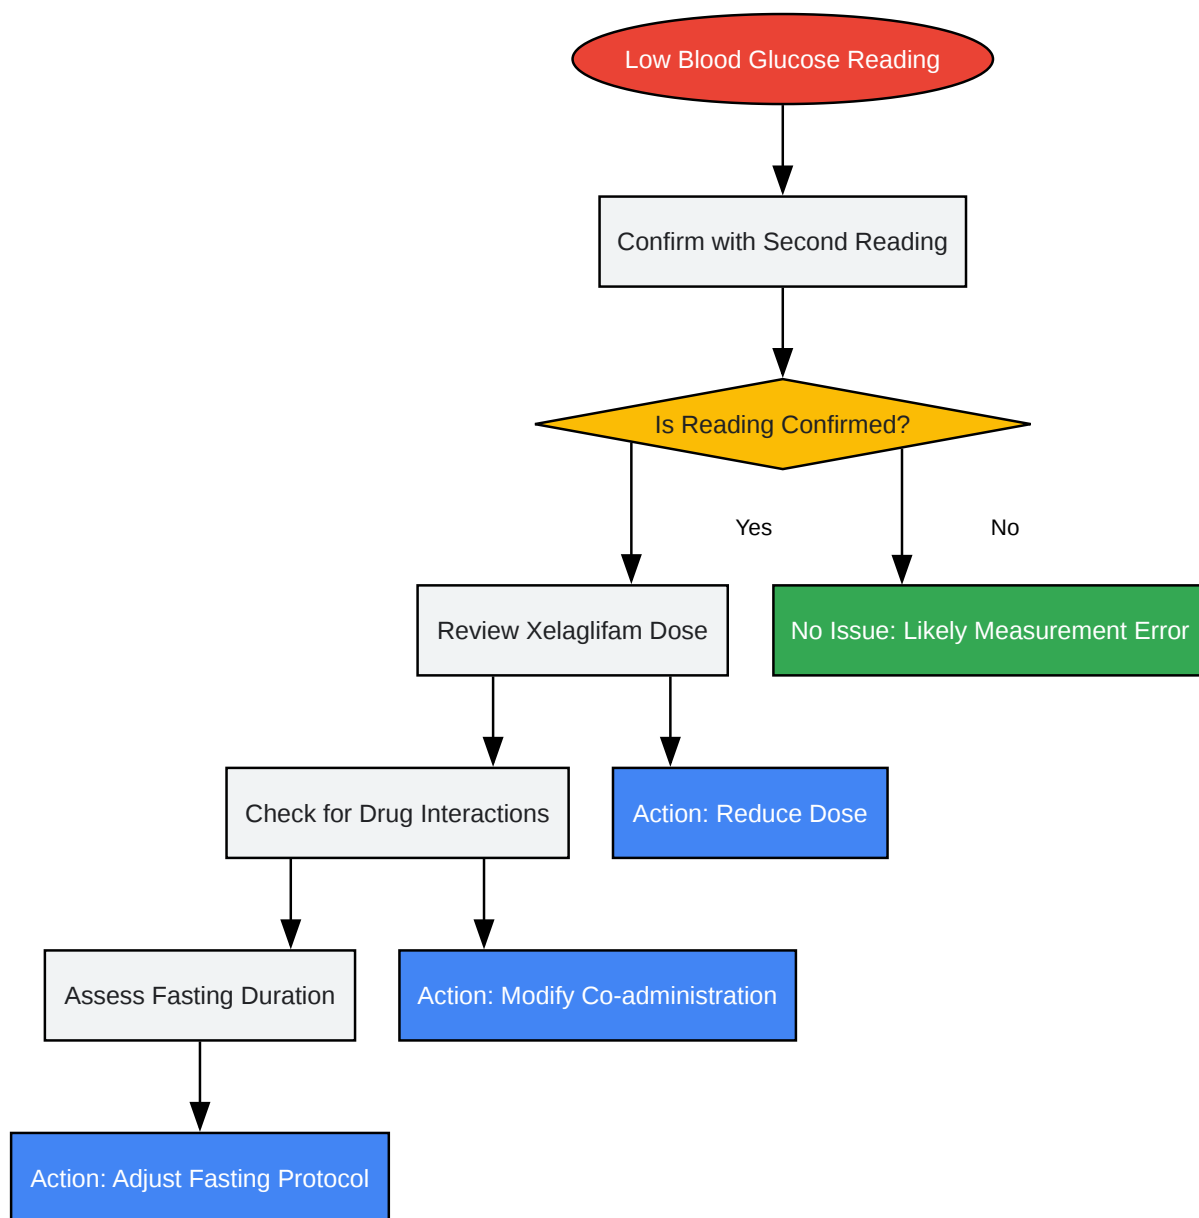 Low Blood Glucose Reading
Confirm with Second Reading
Is Reading Confirmed?
Yes
No
Review Xelaglifam Dose
No Issue: Likely Measurement Error
Check for Drug Interactions
Action: Reduce Dose
Assess Fasting Duration
Action: Modify Co-administration
Action: Adjust Fasting Protocol